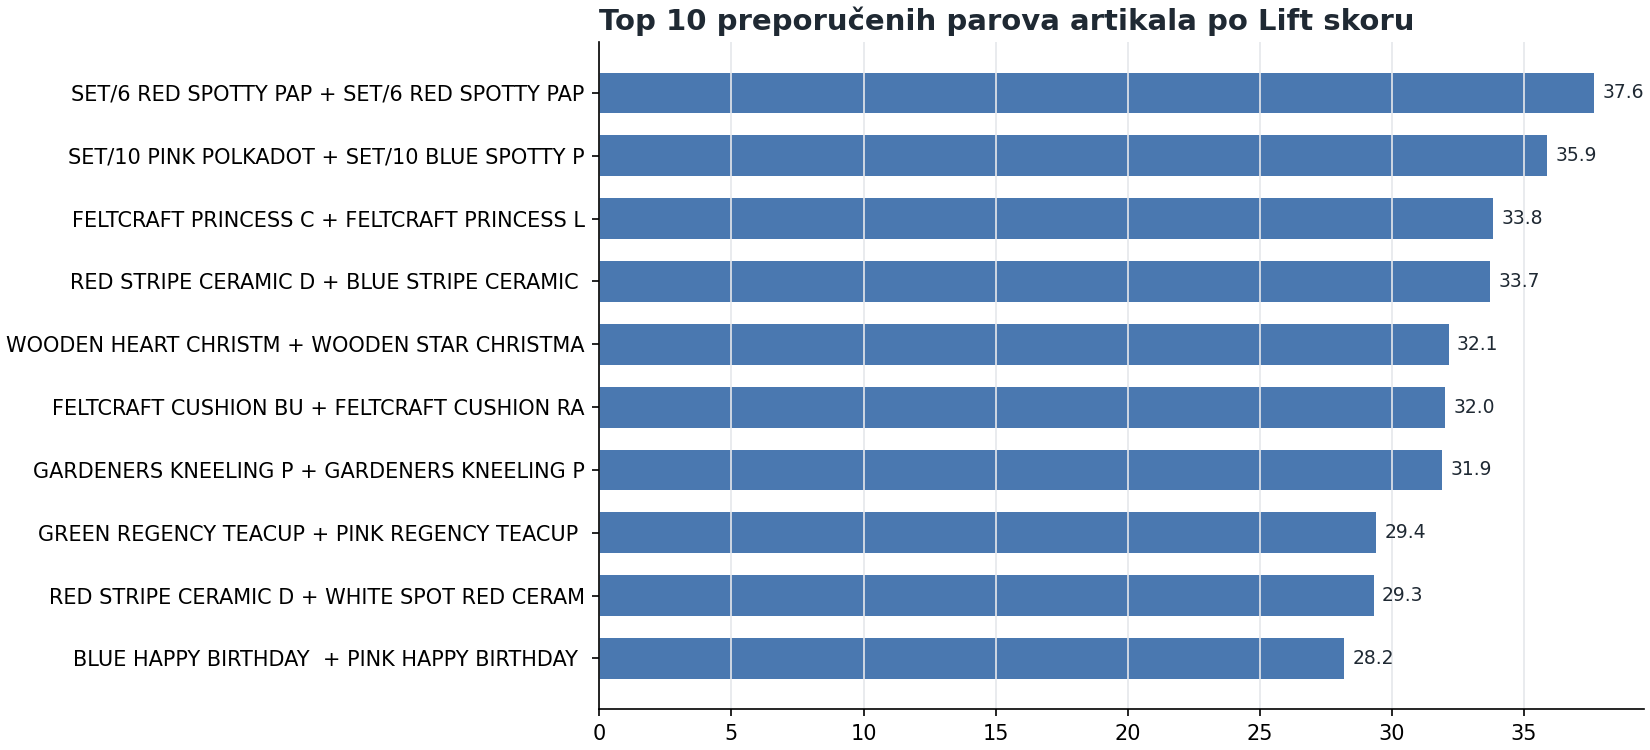 Top 10 preporučenih parova artikala po Lift skoru
SET/6 RED SPOTTY PAP + SET/6 RED SPOTTY PAP 37.6
SET/10 PINK POLKADOT + SET/10 BLUE SPOTTY P 35.9
FELTCRAFT PRINCESS C + FELTCRAFT PRINCESS L 33.8
RED STRIPE CERAMIC D + BLUE STRIPE CERAMIC 33.7
WOODEN HEART CHRISTM + WOODEN STAR CHRISTMA 32.1
FELTCRAFT CUSHION BU + FELTCRAFT CUSHION RA 32.0
GARDENERS KNEELING P + GARDENERS KNEELING P 31.9
GREEN REGENCY TEACUP + PINK REGENCY TEACUP 29.4
RED STRIPE CERAMIC D + WHITE SPOT RED CERAM 29.3
BLUE HAPPY BIRTHDAY + PINK HAPPY BIRTHDAY 28.2
0 5 10 15 20 25 30 35